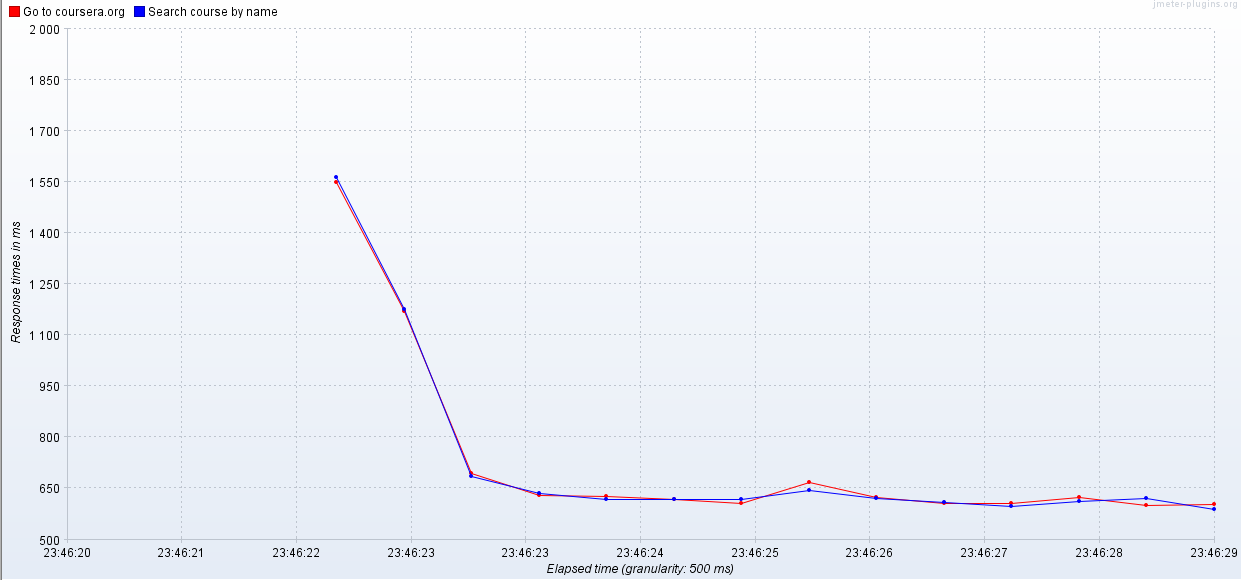 jmeter-plugins.org
Go to coursera.org Search course by name
2 000
1 850
1 700
1 550
1 400
1 250
1 100
950
800
650
500
Response times in ms
23:46:20 23:46:21 23:46:22 23:46:23 23:46:23 23:46:24 23:46:25 23:46:26 23:46:27 23:46:28 23:46:29
Elapsed time (granularity: 500 ms)